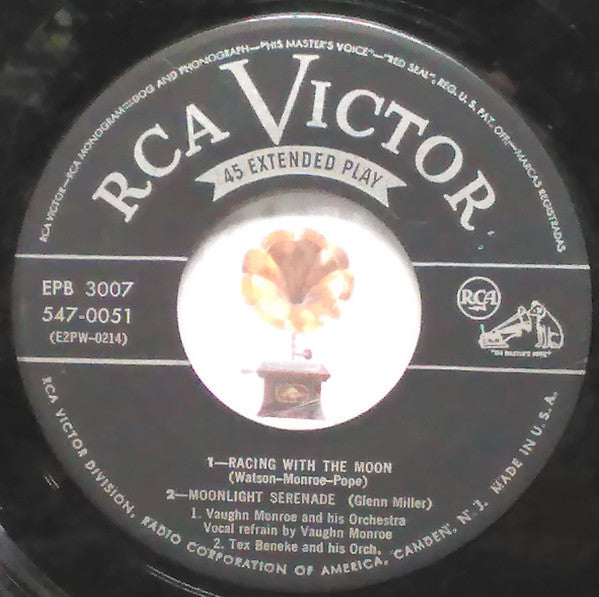 RCA VICTOR—RCA MONOGRAM—DOG AND PHONOGRAPH—"HIS MASTER'S VOICE"—"RED SEAL", REG. U.S. PAT. OFF.—MARCAS REGISTRADAS
RCA VICTOR
45 EXTENDED PLAY
EPB 3007
547-0051
(E2PW-0214)
RCA
"HIS MASTER'S VOICE"
1—RACING WITH THE MOON
(Watson-Monroe-Pope)
2—MOONLIGHT SERENADE (Glenn Miller)
1. Vaughn Monroe and his Orchestra
Vocal refrain by Vaughn Monroe
2. Tex Beneke and his Orch.
RCA VICTOR DIVISION, RADIO CORPORATION OF AMERICA, CAMDEN, N. J. MADE IN U.S.A.